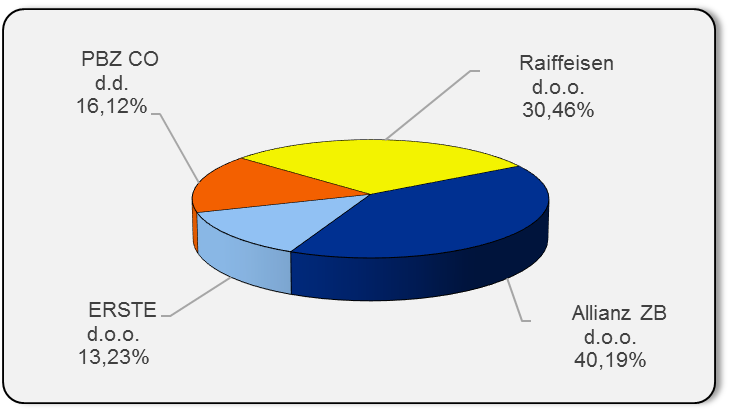 PBZ CO
d.d.
16,12%
Raiffeisen
d.o.o.
30,46%
ERSTE
d.o.o.
13,23%
Allianz ZB
d.o.o.
40,19%